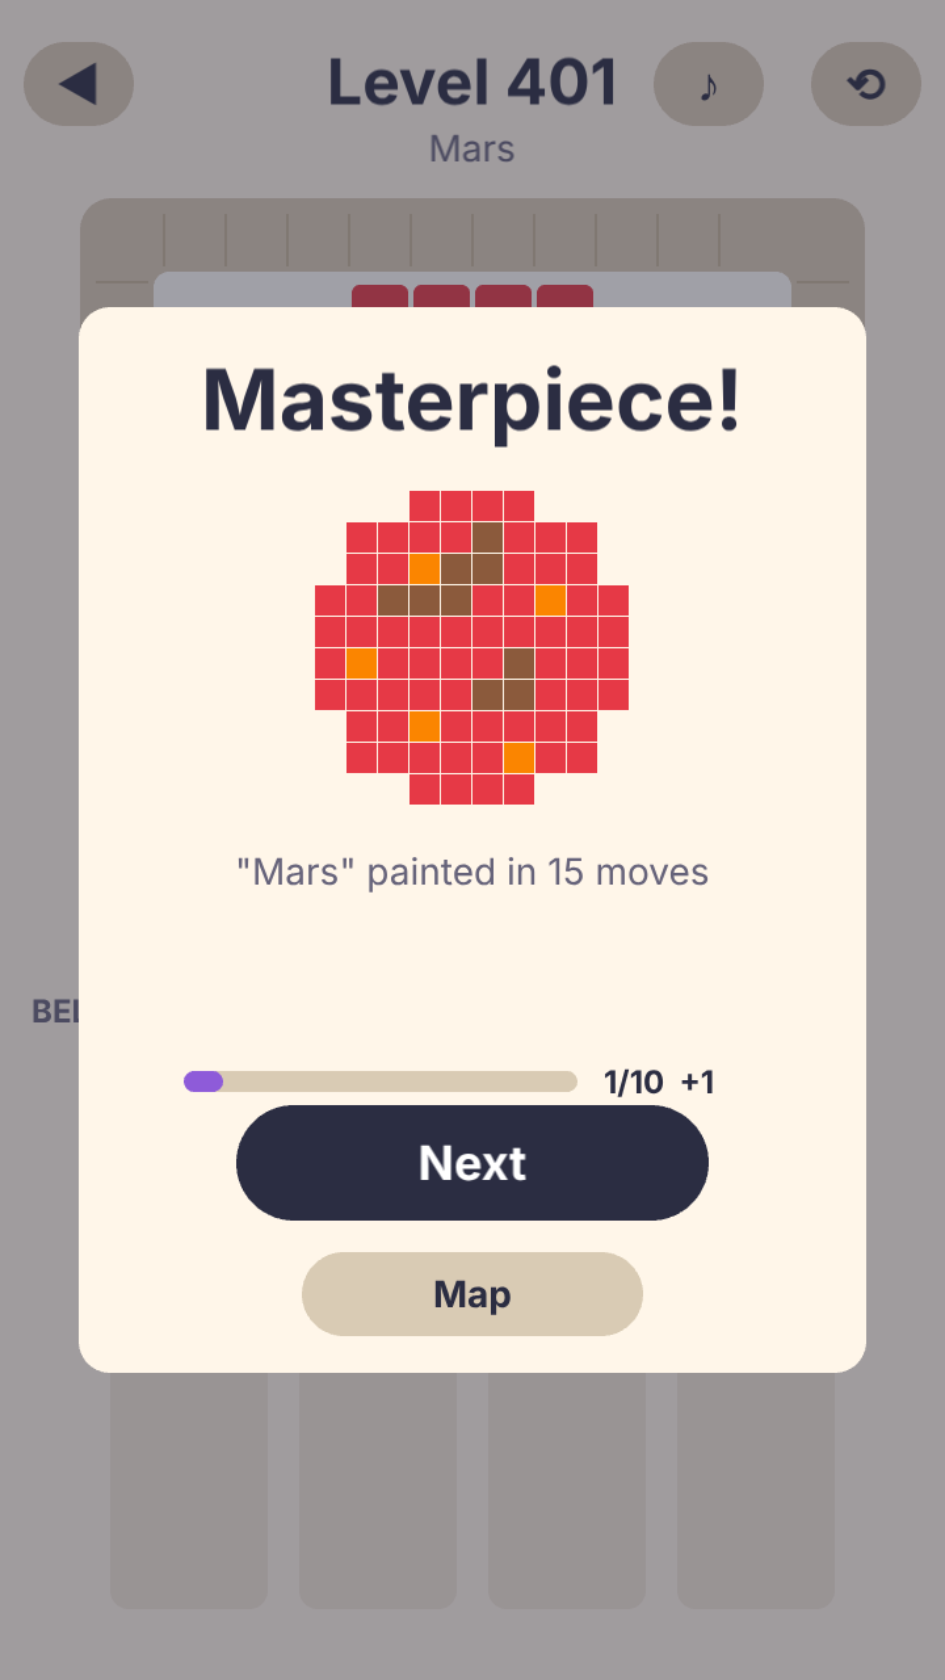 Level 401
Mars
Masterpiece!
"Mars" painted in 15 moves
1/10 +1
Next
Map